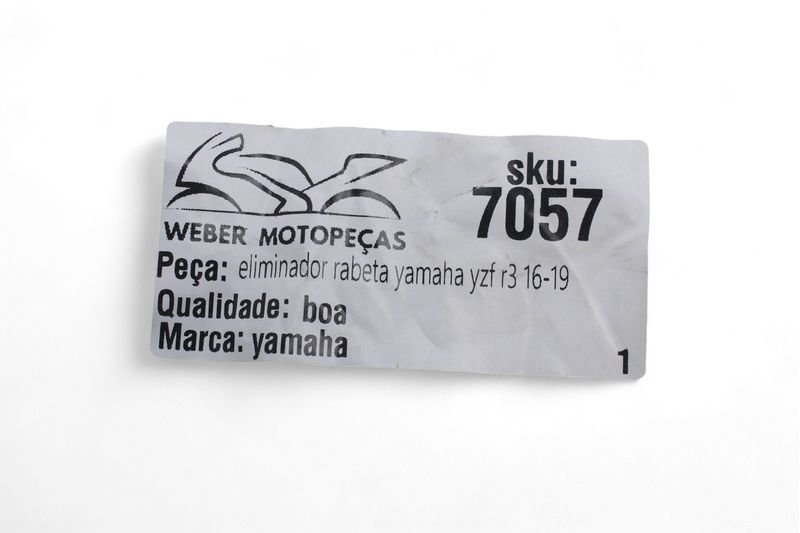 WEBER MOTOPEÇAS
sku:
7057
Peça: eliminador rabeta yamaha yzf r3 16-19
Qualidade: boa
Marca: yamaha
1